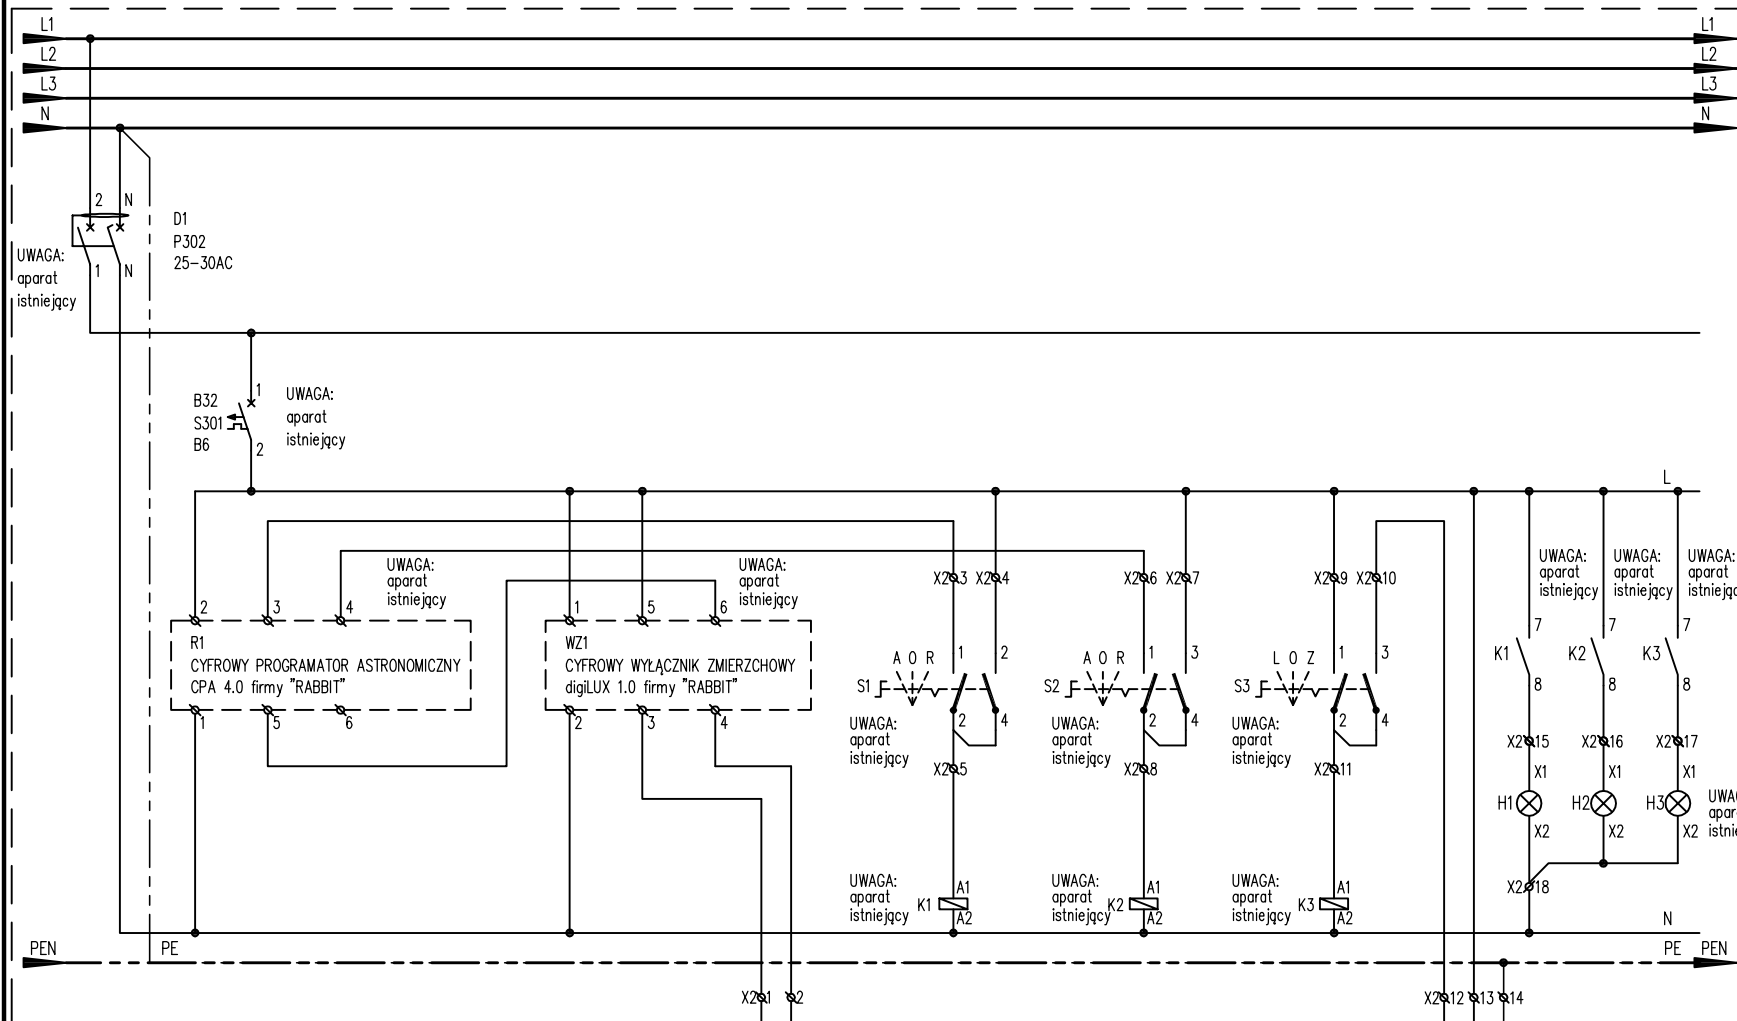 L1 L1
L2 L2
L3 L3
N N
2 N
D1
P302
25-30AC
UWAGA:
aparat
istniejący
1 N
B32
S301
B6
1
2
UWAGA:
aparat
istniejący
L
UWAGA:
aparat
istniejący
UWAGA:
aparat
istniejący
2 3 4
R1
CYFROWY PROGRAMATOR ASTRONOMICZNY
CPA 4.0 firmy "RABBIT"
1 5 6
1 5 6
WZ1
CYFROWY WYŁĄCZNIK ZMIERZCHOWY
digiLUX 1.0 firmy "RABBIT"
2 3 4
X2 3 X2 4
1 2
A O R
S1
2 4
UWAGA:
aparat
istniejący
X2 5
UWAGA:
aparat
istniejący
K1 A1
A2
X2 6 X2 7
1 3
A O R
S2
2 4
UWAGA:
aparat
istniejący
X2 8
UWAGA:
aparat
istniejący
K2 A1
A2
X2 9 X2 10
1 3
L O Z
S3
2 4
UWAGA:
aparat
istniejący
X2 11
UWAGA:
aparat
istniejący
K3 A1
A2
UWAGA:
aparat
istniejący
UWAGA:
aparat
istniejący
UWAGA:
aparat
7 7 7
K1 K2 K3
8 8 8
X2 15 X2 16 X2 17
X1 X1 X1
H1 H2 H3
X2 X2 X2
X2 18
N
PEN PE PE PEN
X2 1 2
X2 12 13 14